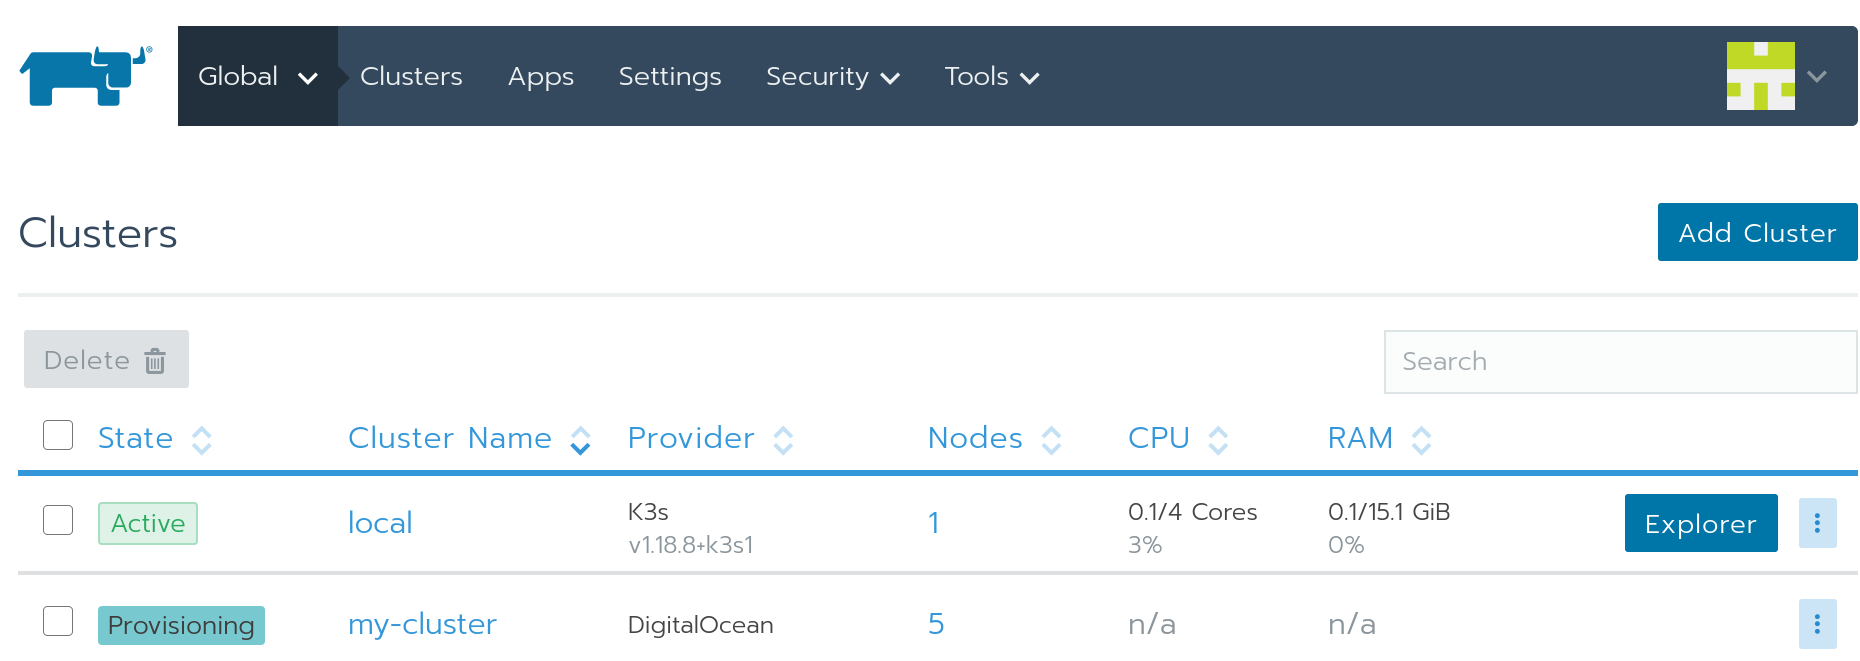 ®
Global Clusters Apps Settings Security Tools
Clusters
Add Cluster
Delete
Search
State Cluster Name Provider Nodes CPU RAM
Active local K3s v1.18.8+k3s1 1 0.1/4 Cores 3% 0.1/15.1 GiB 0% Explorer
Provisioning my-cluster DigitalOcean 5 n/a n/a